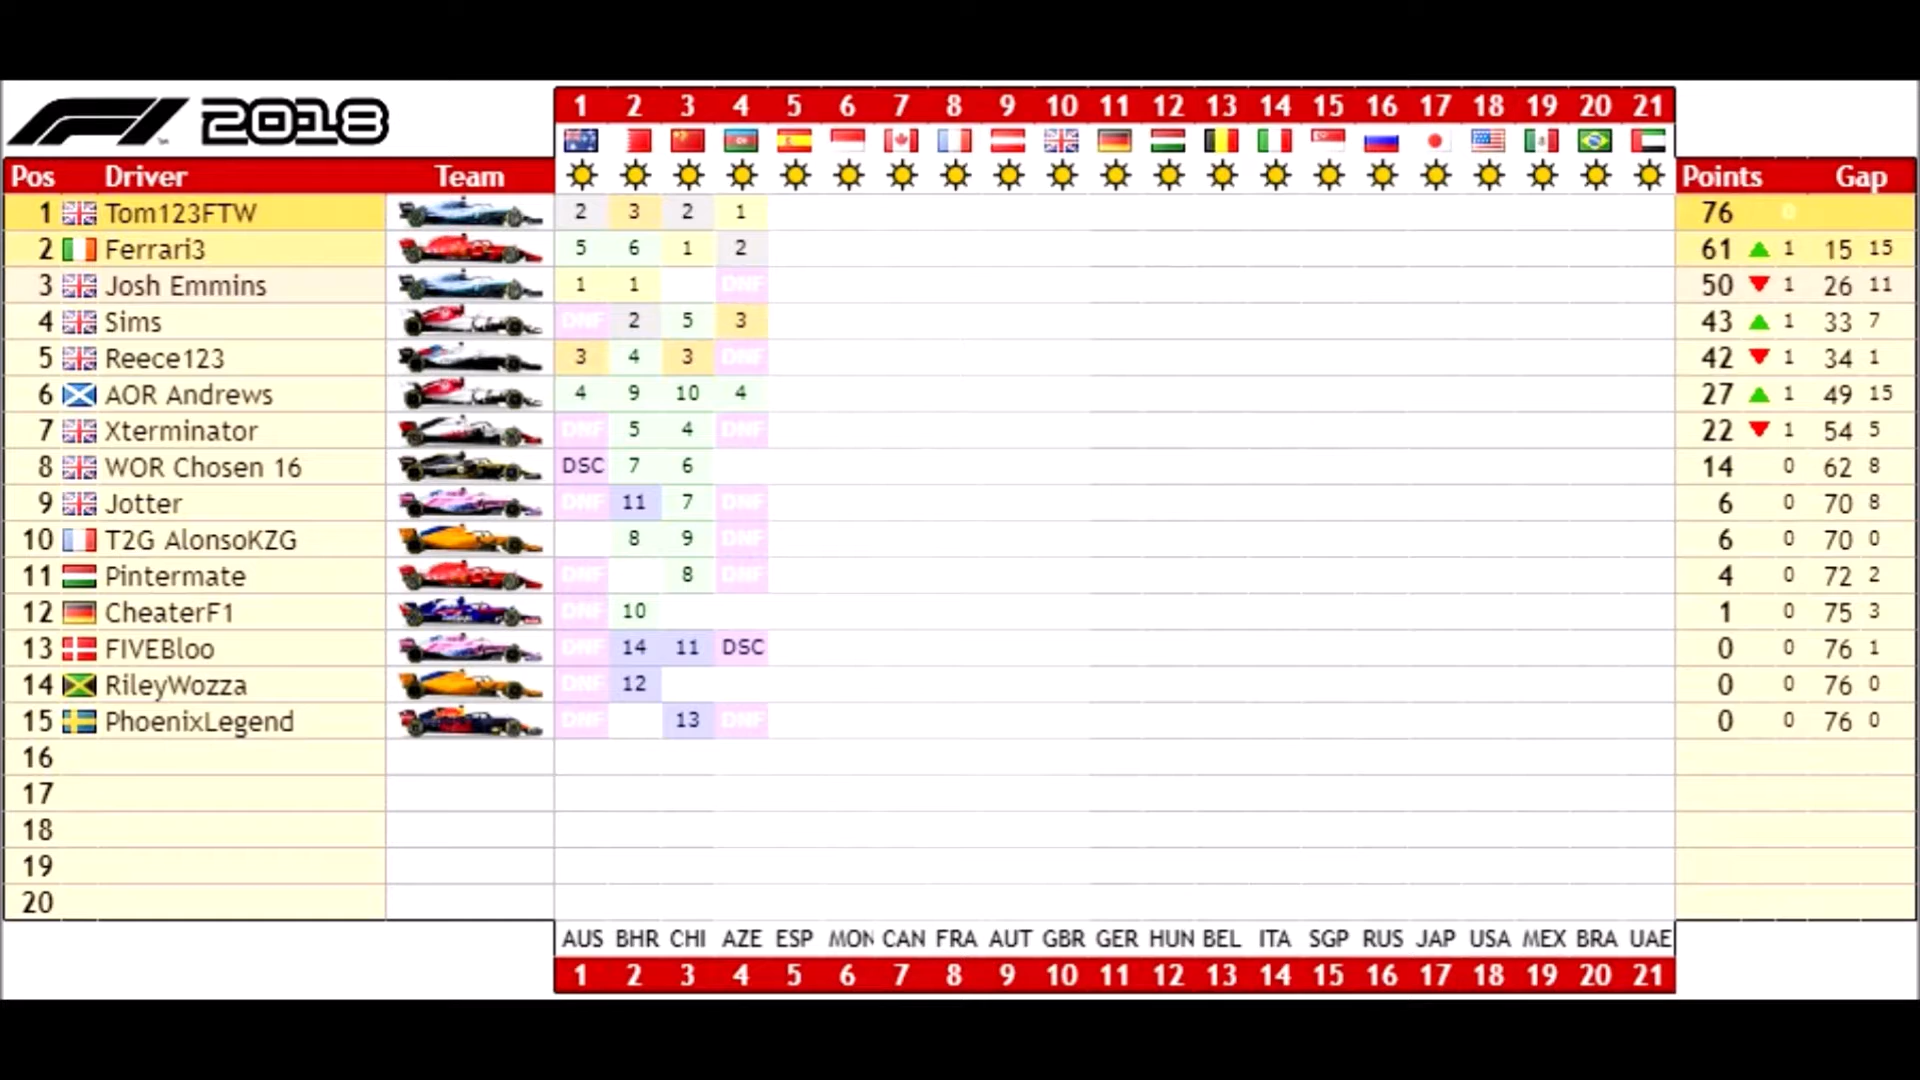 F1 2018
1 2 3 4 5 6 7 8 9 10 11 12 13 14 15 16 17 18 19 20 21
Pos Driver Team Points Gap
1 Tom123FTW 2 3 2 1 76 0
2 Ferrari3 5 6 1 2 61 1 15 15
3 Josh Emmins 1 1 DNF 50 1 26 11
4 Sims DNF 2 5 3 43 1 33 7
5 Reece123 3 4 3 DNF 42 1 34 1
6 AOR Andrews 4 9 10 4 27 1 49 15
7 Xterminator DNF 5 4 DNF 22 1 54 5
8 WOR Chosen 16 DSC 7 6 14 0 62 8
9 Jotter DNF 11 7 DNF 6 0 70 8
10 T2G AlonsoKZG 8 9 DNF 6 0 70 0
11 Pintermate DNF 8 DNF 4 0 72 2
12 CheaterF1 DNF 10 1 0 75 3
13 FIVEBloo DNF 14 11 DSC 0 0 76 1
14 RileyWozza DNF 12 0 0 76 0
15 PhoenixLegend DNF 13 DNF 0 0 76 0
16
17
18
19
20
AUS BHR CHI AZE ESP MON CAN FRA AUT GBR GER HUN BEL ITA SGP RUS JAP USA MEX BRA UAE
1 2 3 4 5 6 7 8 9 10 11 12 13 14 15 16 17 18 19 20 21